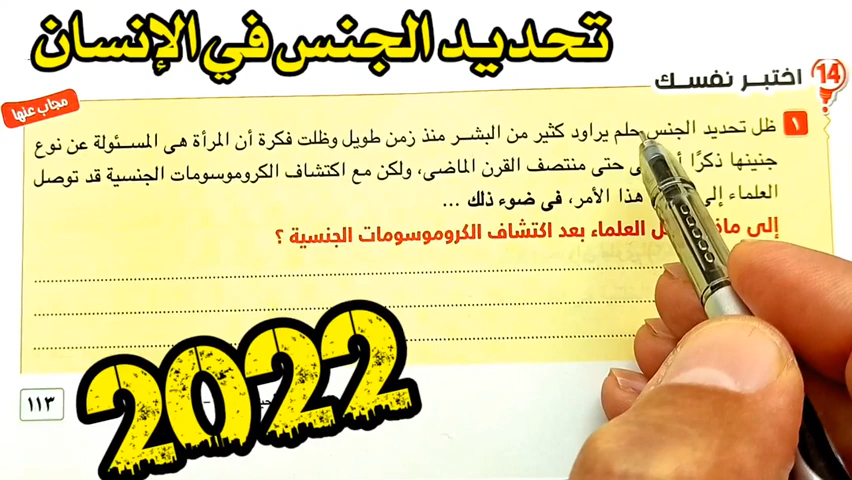 تحديد الجنس في الإنسان
14 اختبر نفسك
مجاب عنها
١ ظل تحديد الجنس حلم يراود كثير من البشر منذ زمن طويل وظلت فكرة أن المرأة هى المسئولة عن نوع
جنينها ذكرًا حتى منتصف القرن الماضى، ولكن مع اكتشاف الكروموسومات الجنسية قد توصل
العلماء إلى هذا الأمر، فى ضوء ذلك ...
إلى العلماء بعد اكتشاف الكروموسومات الجنسية ؟
2022
١١٣